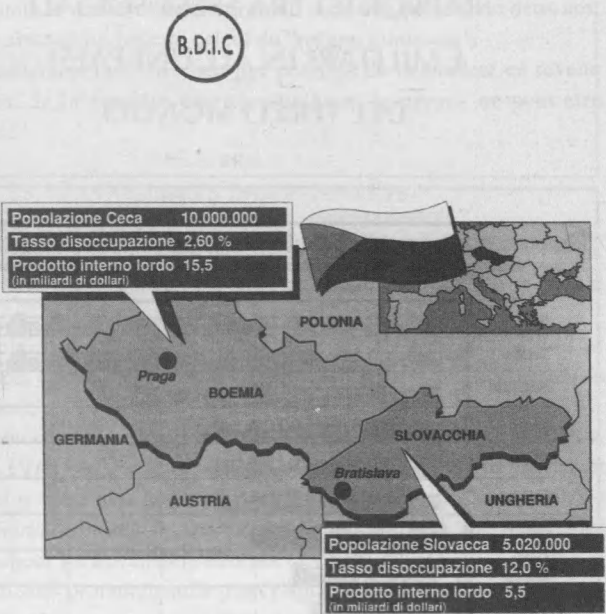 B.D.I.C
Popolazione Ceca 10.000.000
Tasso disoccupazione 2,60 %
Prodotto interno lordo 15,5
(in miliardi di dollari)
POLONIA
Praga
BOEMIA
GERMANIA
SLOVACCHIA
Bratislava
AUSTRIA
UNGHERIA
Popolazione Slovacca 5.020.000
Tasso disoccupazione 12,0 %
Prodotto interno lordo 5,5
(in miliardi di dollari)